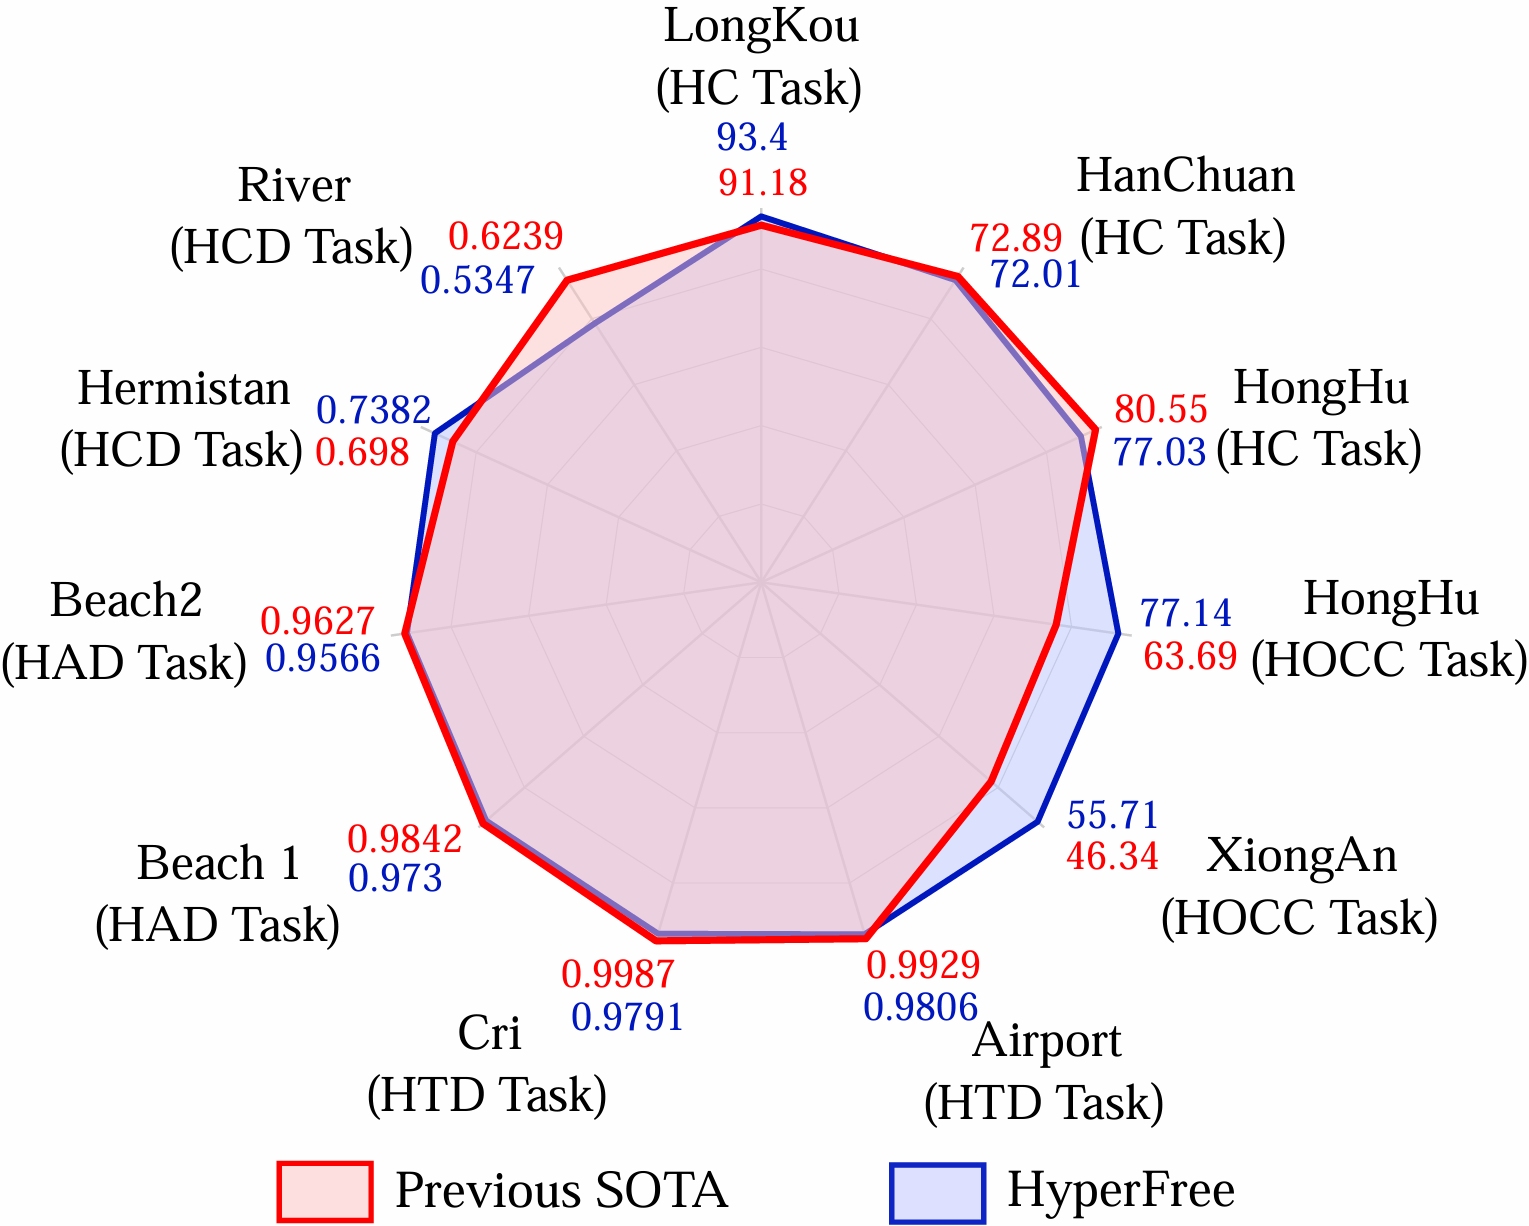 LongKou
(HC Task)
93.4
91.18
HanChuan
(HC Task)
72.89
72.01
HongHu
(HC Task)
80.55
77.03
HongHu
(HOCC Task)
77.14
63.69
XiongAn
(HOCC Task)
55.71
46.34
Airport
(HTD Task)
0.9929
0.9806
Cri
(HTD Task)
0.9987
0.9791
Beach 1
(HAD Task)
0.9842
0.973
Beach2
(HAD Task)
0.9627
0.9566
Hermistan
(HCD Task)
0.7382
0.698
River
(HCD Task)
0.6239
0.5347
Previous SOTA
HyperFree